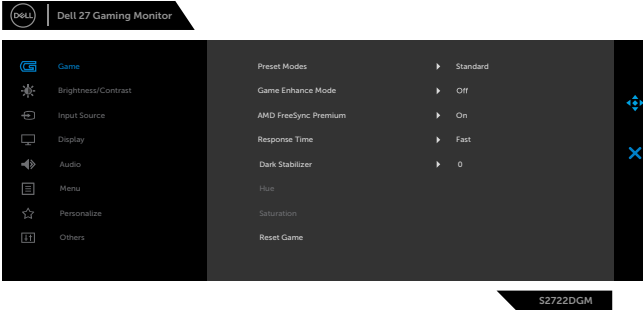 DELL
Dell 27 Gaming Monitor
Game
Brightness/Contrast
Input Source
Display
Audio
Menu
Personalize
Others
Preset Modes Standard
Game Enhance Mode Off
AMD FreeSync Premium On
Response Time Fast
Dark Stabilizer 0
Hue
Saturation
Reset Game
S2722DGM